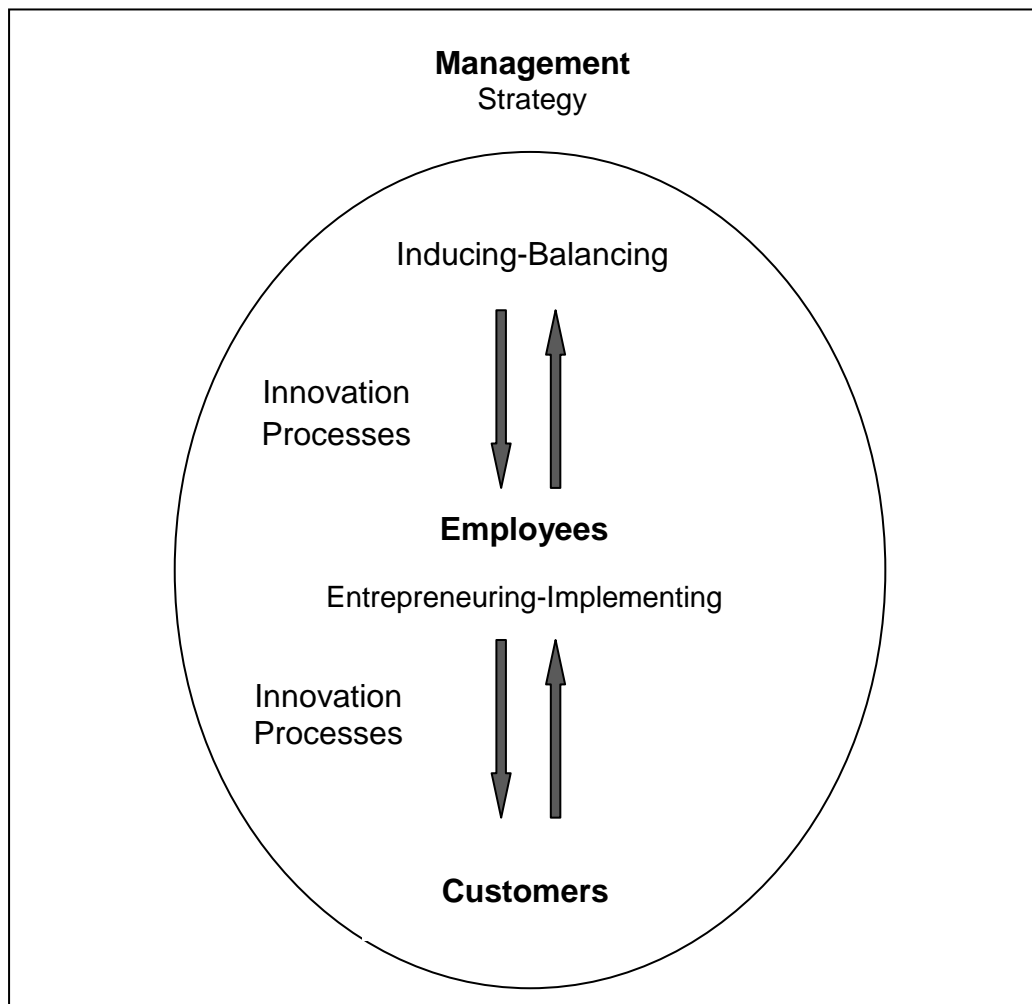 Management
Strategy
Inducing-Balancing
Innovation
Processes
Employees
Entrepreneuring-Implementing
Innovation
Processes
Customers